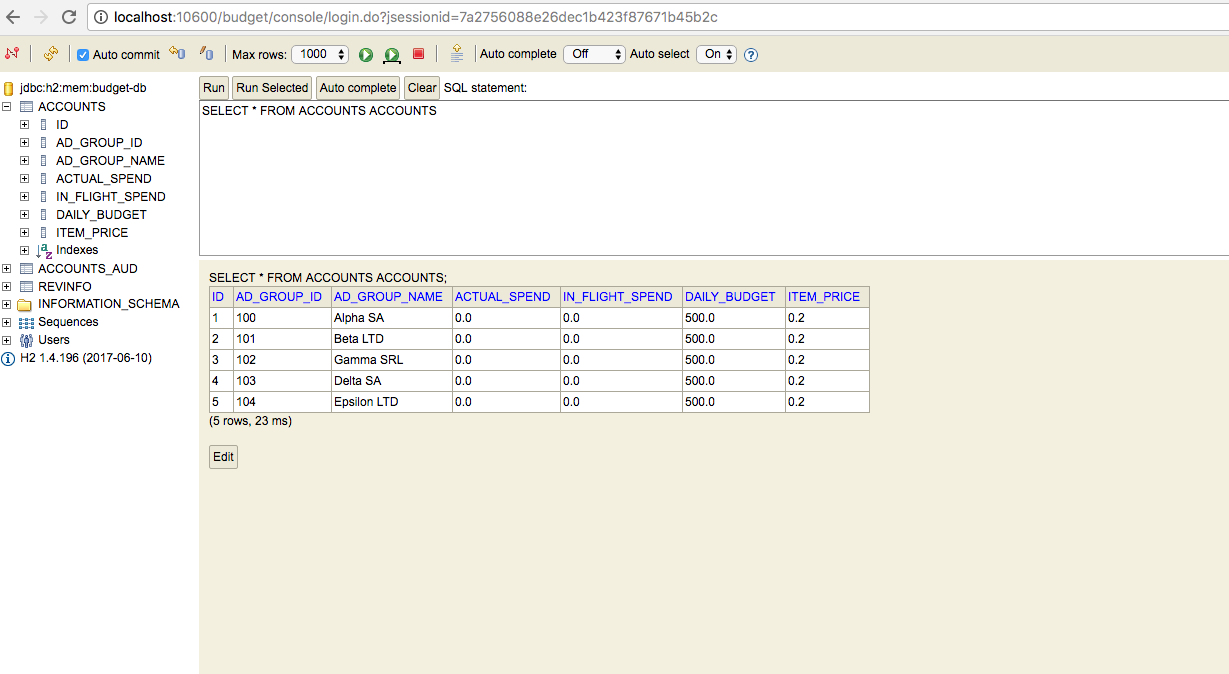 localhost:10600/budget/console/login.do?jsessionid=7a2756088e26dec1b423f87671b45b2c
Auto commit Max rows: 1000 Auto complete Off Auto select On
jdbc:h2:mem:budget-db
ACCOUNTS
ID
AD_GROUP_ID
AD_GROUP_NAME
ACTUAL_SPEND
IN_FLIGHT_SPEND
DAILY_BUDGET
ITEM_PRICE
Indexes
ACCOUNTS_AUD
REVINFO
INFORMATION_SCHEMA
Sequences
Users
H2 1.4.196 (2017-06-10)
Run Run Selected Auto complete Clear SQL statement:
SELECT * FROM ACCOUNTS ACCOUNTS
SELECT * FROM ACCOUNTS ACCOUNTS;
ID AD_GROUP_ID AD_GROUP_NAME ACTUAL_SPEND IN_FLIGHT_SPEND DAILY_BUDGET ITEM_PRICE
1 100 Alpha SA 0.0 0.0 500.0 0.2
2 101 Beta LTD 0.0 0.0 500.0 0.2
3 102 Gamma SRL 0.0 0.0 500.0 0.2
4 103 Delta SA 0.0 0.0 500.0 0.2
5 104 Epsilon LTD 0.0 0.0 500.0 0.2
(5 rows, 23 ms)
Edit